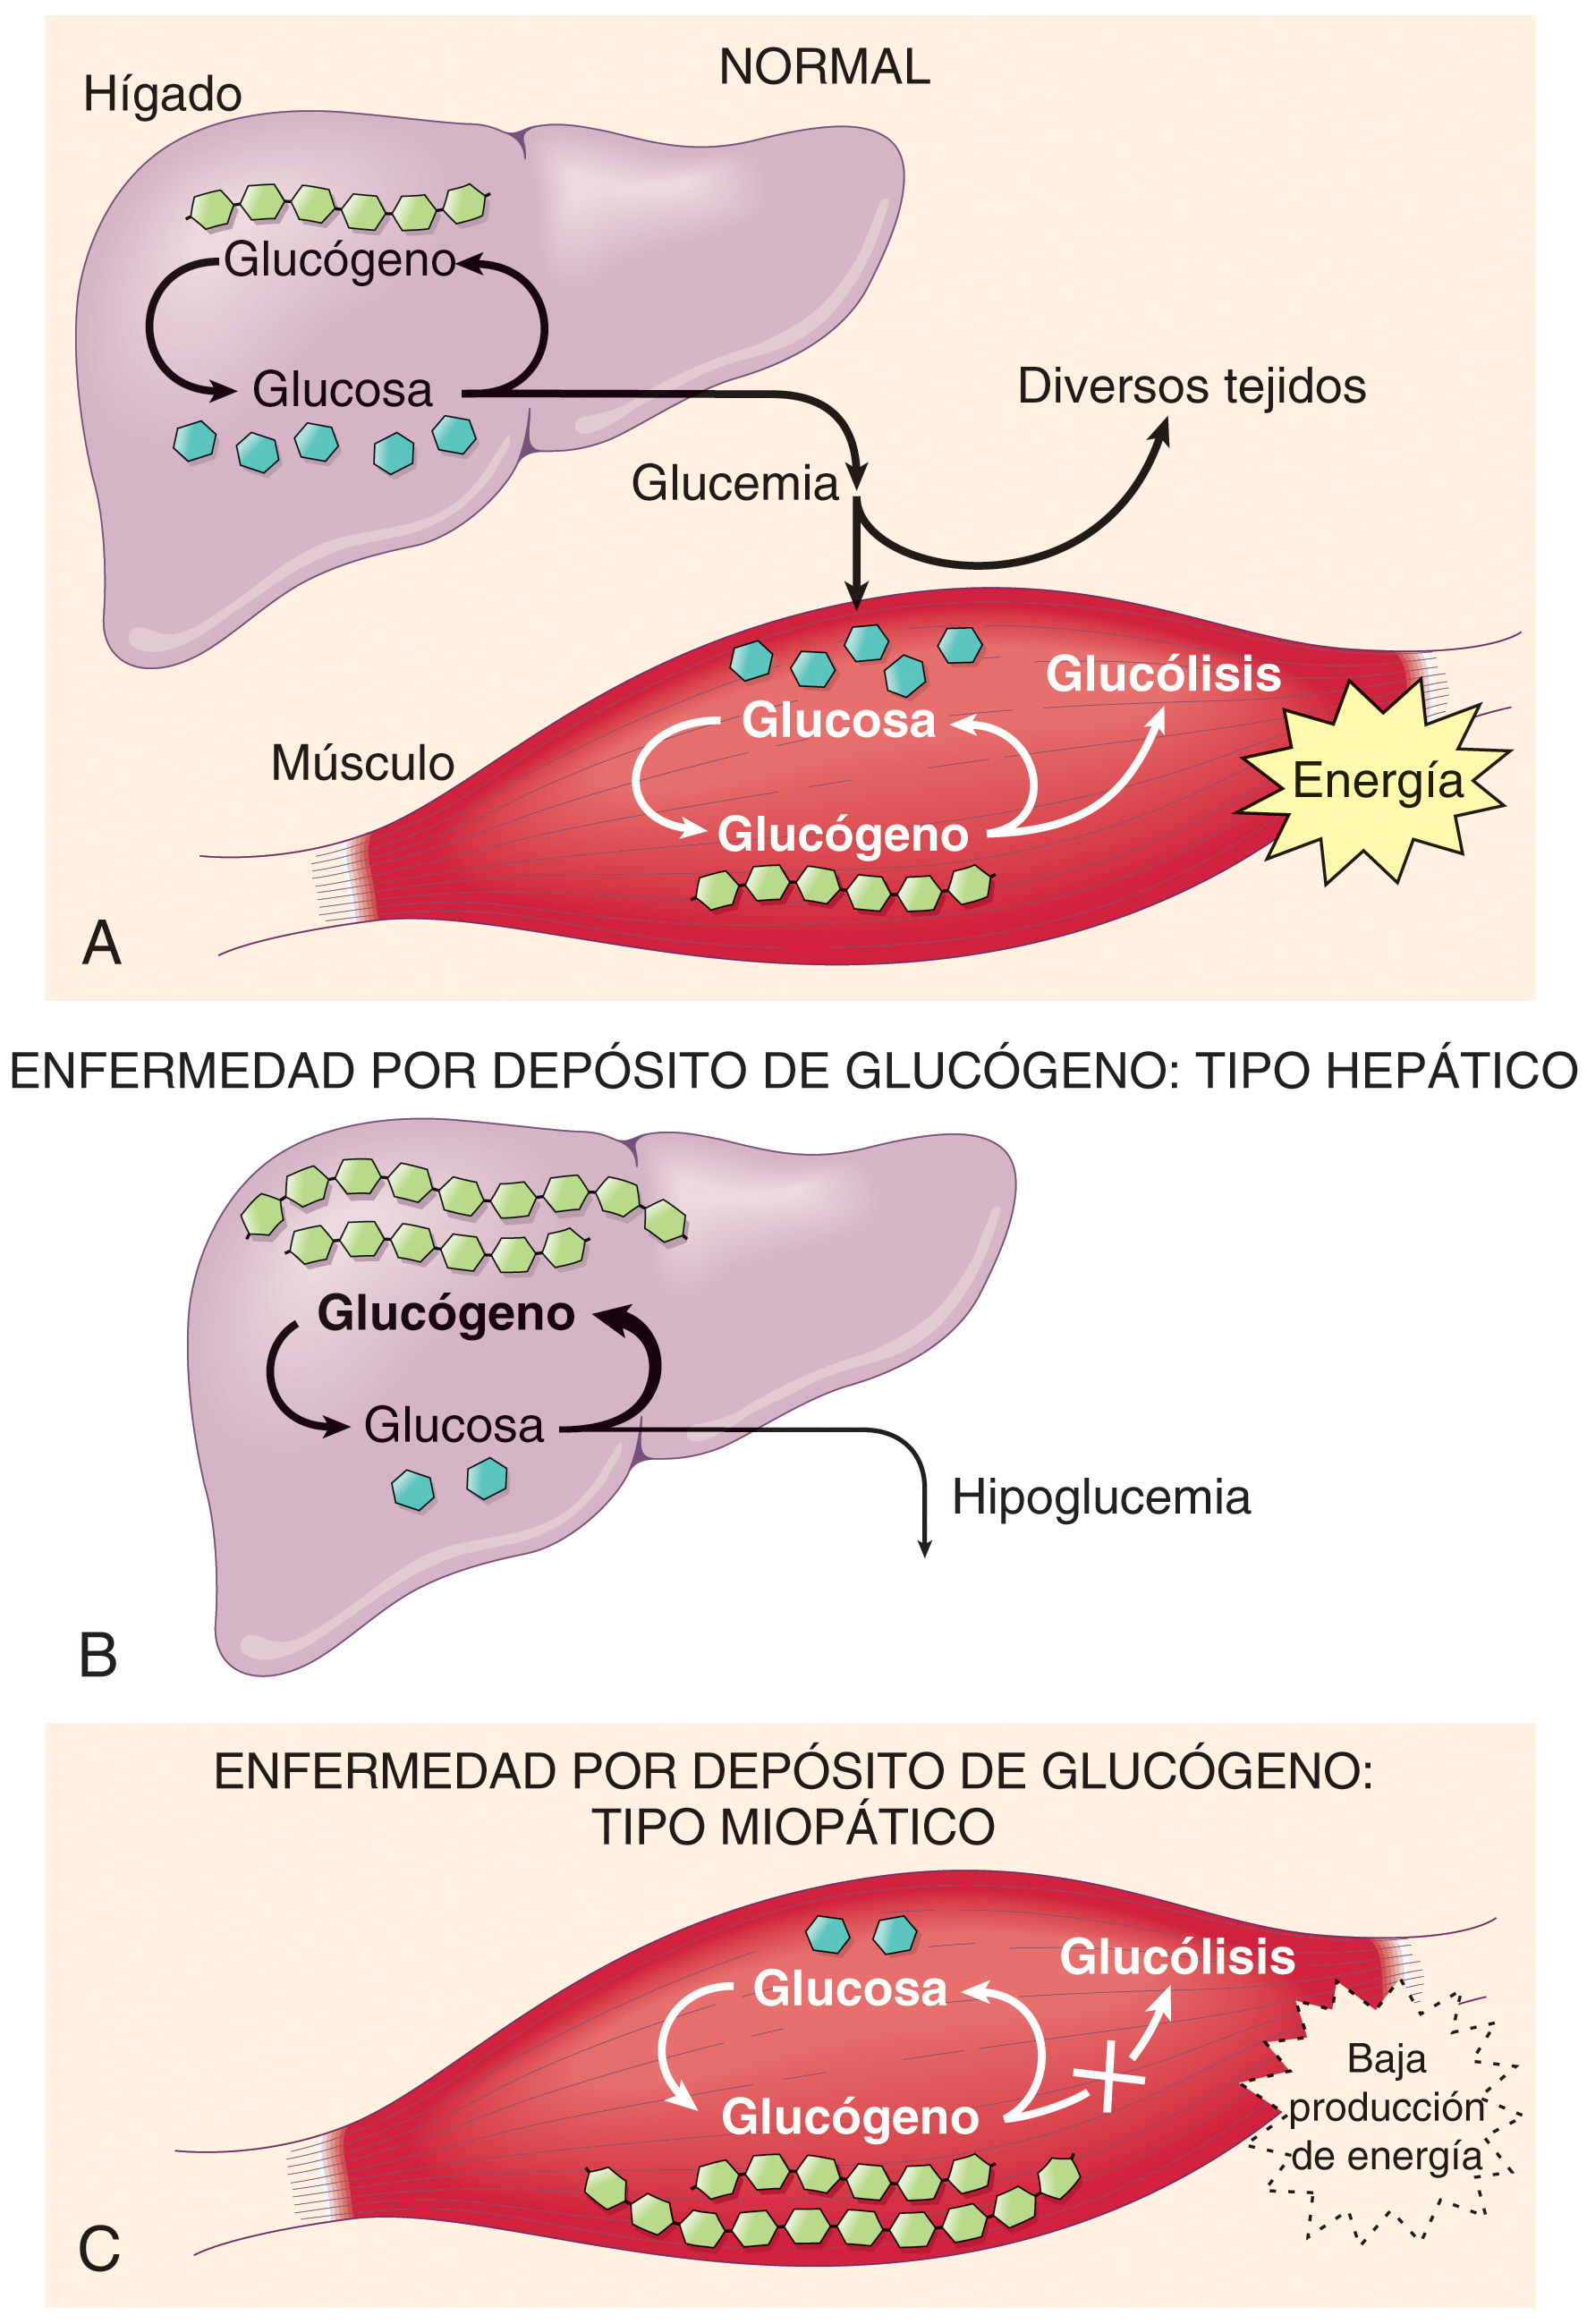 NORMAL
Hígado
Glucógeno
Glucosa
Diversos tejidos
Glucemia
Glucólisis
Glucosa
Músculo
Energía
Glucógeno
A
ENFERMEDAD POR DEPÓSITO DE GLUCÓGENO: TIPO HEPÁTICO
Glucógeno
Glucosa
Hipoglucemia
B
ENFERMEDAD POR DEPÓSITO DE GLUCÓGENO:
TIPO MIOPÁTICO
Glucólisis
Glucosa
Baja
producción
de energía
Glucógeno
C